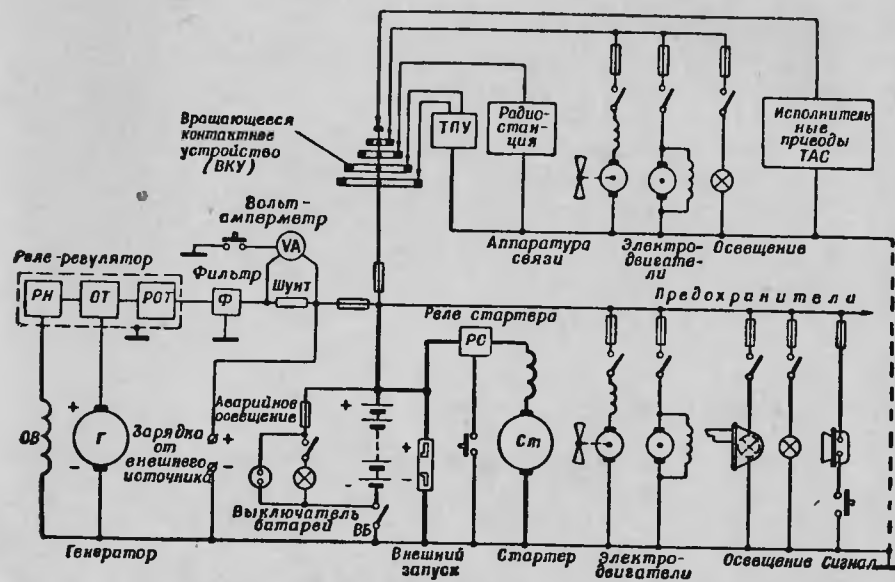 Вращающееся
контактное
устройство
(ВКУ)
ТПУ
Радио-
стан-
ция
Исполнитель-
ные
приводы
ТАС
Вольт-
амперметр
VA
Аппаратура
связи
Электро-
двигате-
ли
Освещение
Реле-регулятор
РН
ОТ
РОТ
Фильтр
Ф
Шунт
Предохранители
Реле стартера
РС
ОВ
+
Г
-
Зарядка
от
внешнего
источника
+
-
Аварийное
освещение
+
-
+
-
Ст
Выключатель
батарей
ВБ
Генератор
Внешний
запуск
Стартер
Электро-
двигатели
Освещение
Сигнал